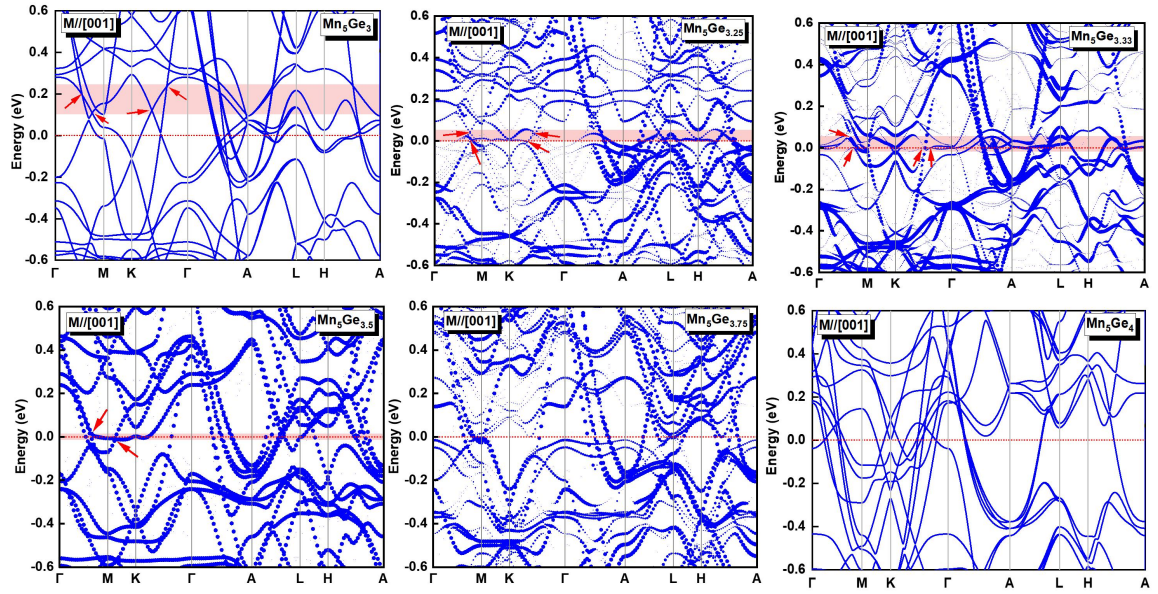 M//[001] Mn5Ge3
Energy (eV)
0.6
0.4
0.2
0.0
-0.2
-0.4
-0.6
Γ M K Γ A L H A
M//[001] Mn5Ge3.25
Energy (eV)
0.6
0.4
0.2
0.0
-0.2
-0.4
-0.6
Γ M K Γ A L H A
M//[001] Mn5Ge3.33
Energy (eV)
0.6
0.4
0.2
0.0
-0.2
-0.4
-0.6
Γ M K Γ A L H A
M//[001] Mn5Ge3.5
Energy (eV)
0.6
0.4
0.2
0.0
-0.2
-0.4
-0.6
Γ M K Γ A L H A
M//[001] Mn5Ge3.75
Energy (eV)
0.6
0.4
0.2
0.0
-0.2
-0.4
-0.6
Γ M K Γ A L H A
M//[001] Mn5Ge4
Energy (eV)
0.6
0.4
0.2
0.0
-0.2
-0.4
-0.6
Γ M K Γ A L H A